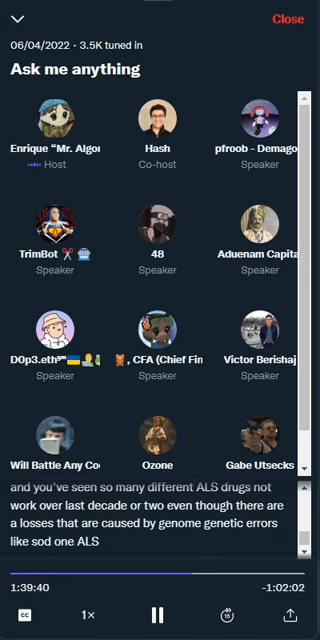 Close
06/04/2022 · 3.5K tuned in
Ask me anything
Enrique "Mr. Algor
Hash
pfroob - Demago
Host
Co-host
Speaker
TrimBot ✂️ 🤖
48
Aduenam Capita
Speaker
Speaker
Speaker
D0p3.eth
🦉, CFA (Chief Fin
Victor Berishaj
Speaker
Speaker
Speaker
Will Battle Any Co
Ozone
Gabe Utsecks
and you've seen so many different ALS drugs not
work over last decade or two even though there are
a losses that are caused by genome genetic errors
like sod one ALS
1:39:40
-1:02:02
CC
1×
15